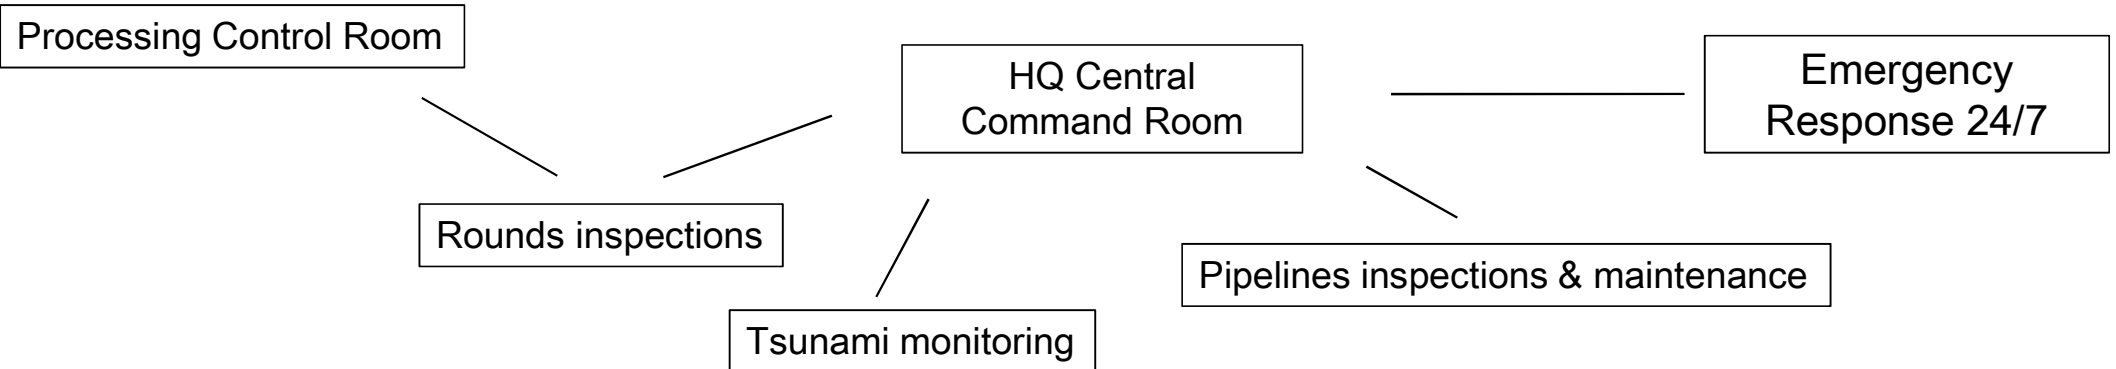 Processing Control Room
HQ Central
Command Room
Emergency
Response 24/7
Rounds inspections
Pipelines inspections & maintenance
Tsunami monitoring